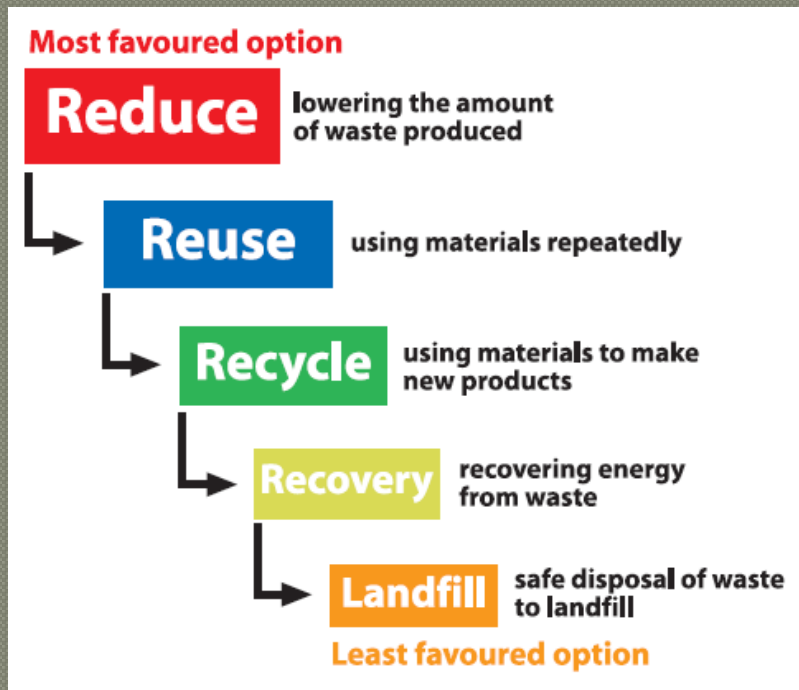 Most favoured option
Reduce
lowering the amount
of waste produced
Reuse
using materials repeatedly
Recycle
using materials to make
new products
Recovery
recovering energy
from waste
Landfill
safe disposal of waste
to landfill
Least favoured option